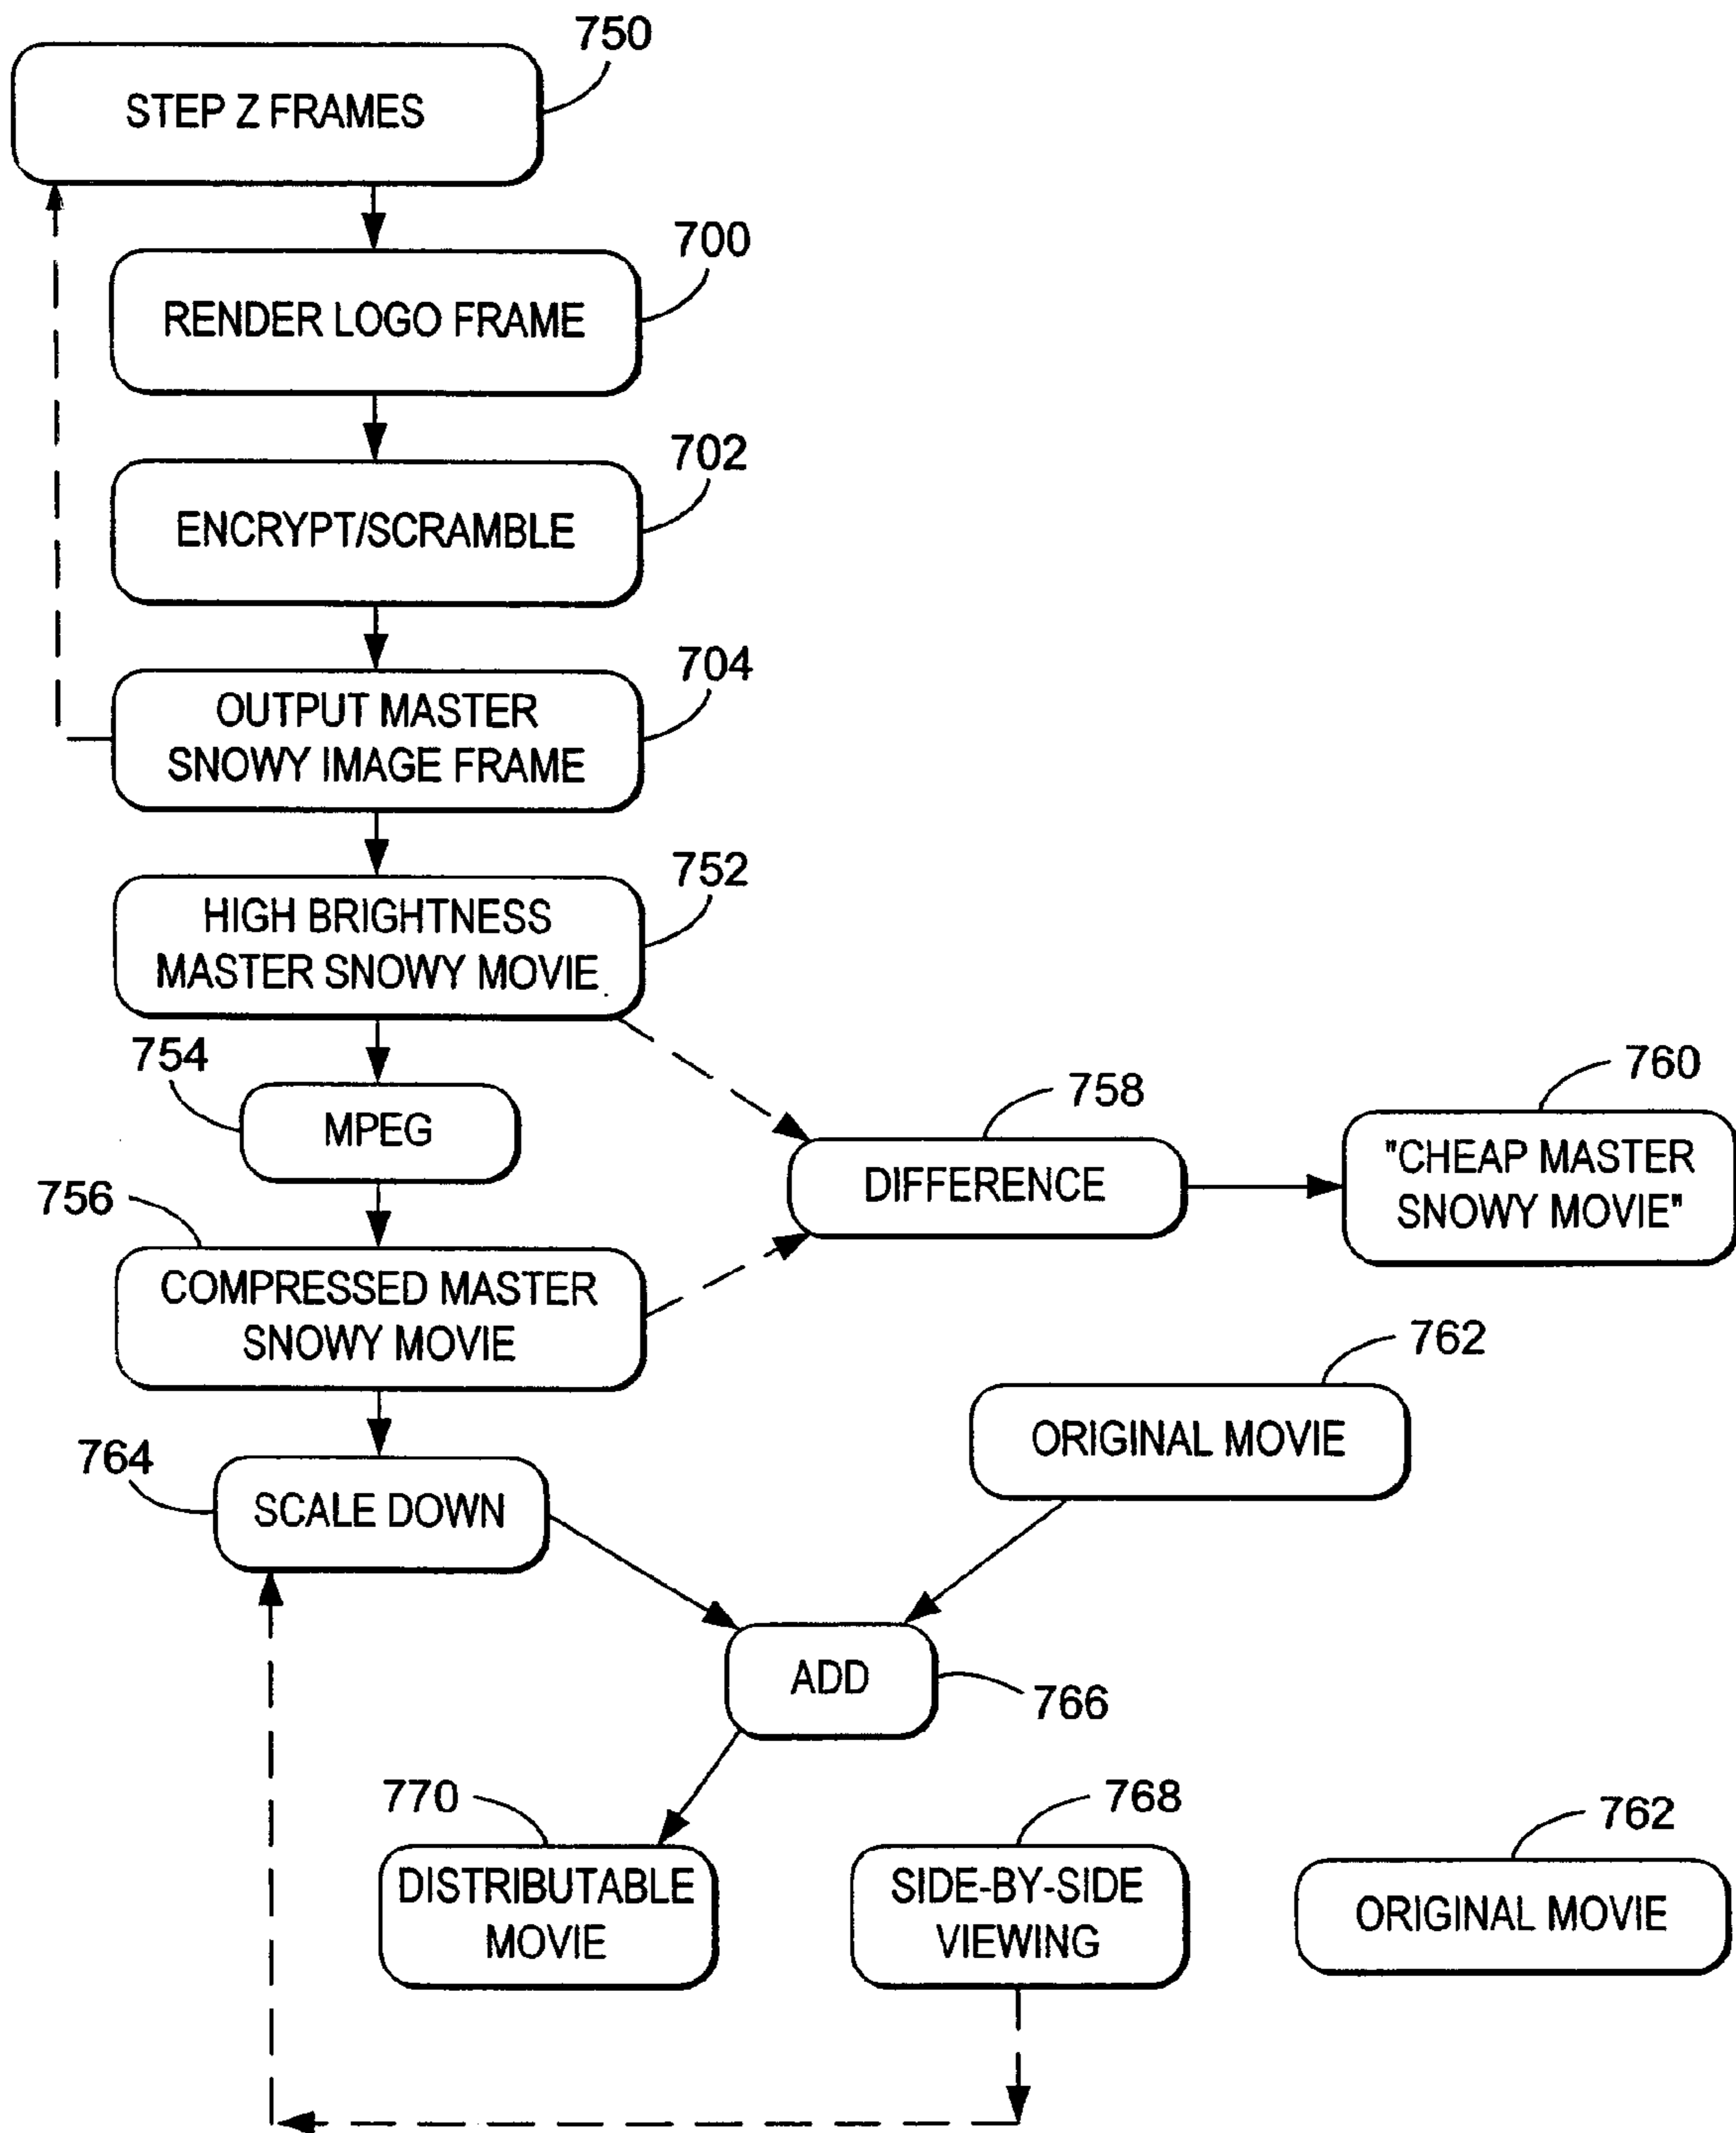 750
STEP Z FRAMES
700
RENDER LOGO FRAME
702
ENCRYPT/SCRAMBLE
704
OUTPUT MASTER
SNOWY IMAGE FRAME
752
HIGH BRIGHTNESS
MASTER SNOWY MOVIE
754
MPEG
758
DIFFERENCE
760
"CHEAP MASTER
SNOWY MOVIE"
756
COMPRESSED MASTER
SNOWY MOVIE
762
ORIGINAL MOVIE
764
SCALE DOWN
ADD
766
770
DISTRIBUTABLE
MOVIE
768
SIDE-BY-SIDE
VIEWING
762
ORIGINAL MOVIE